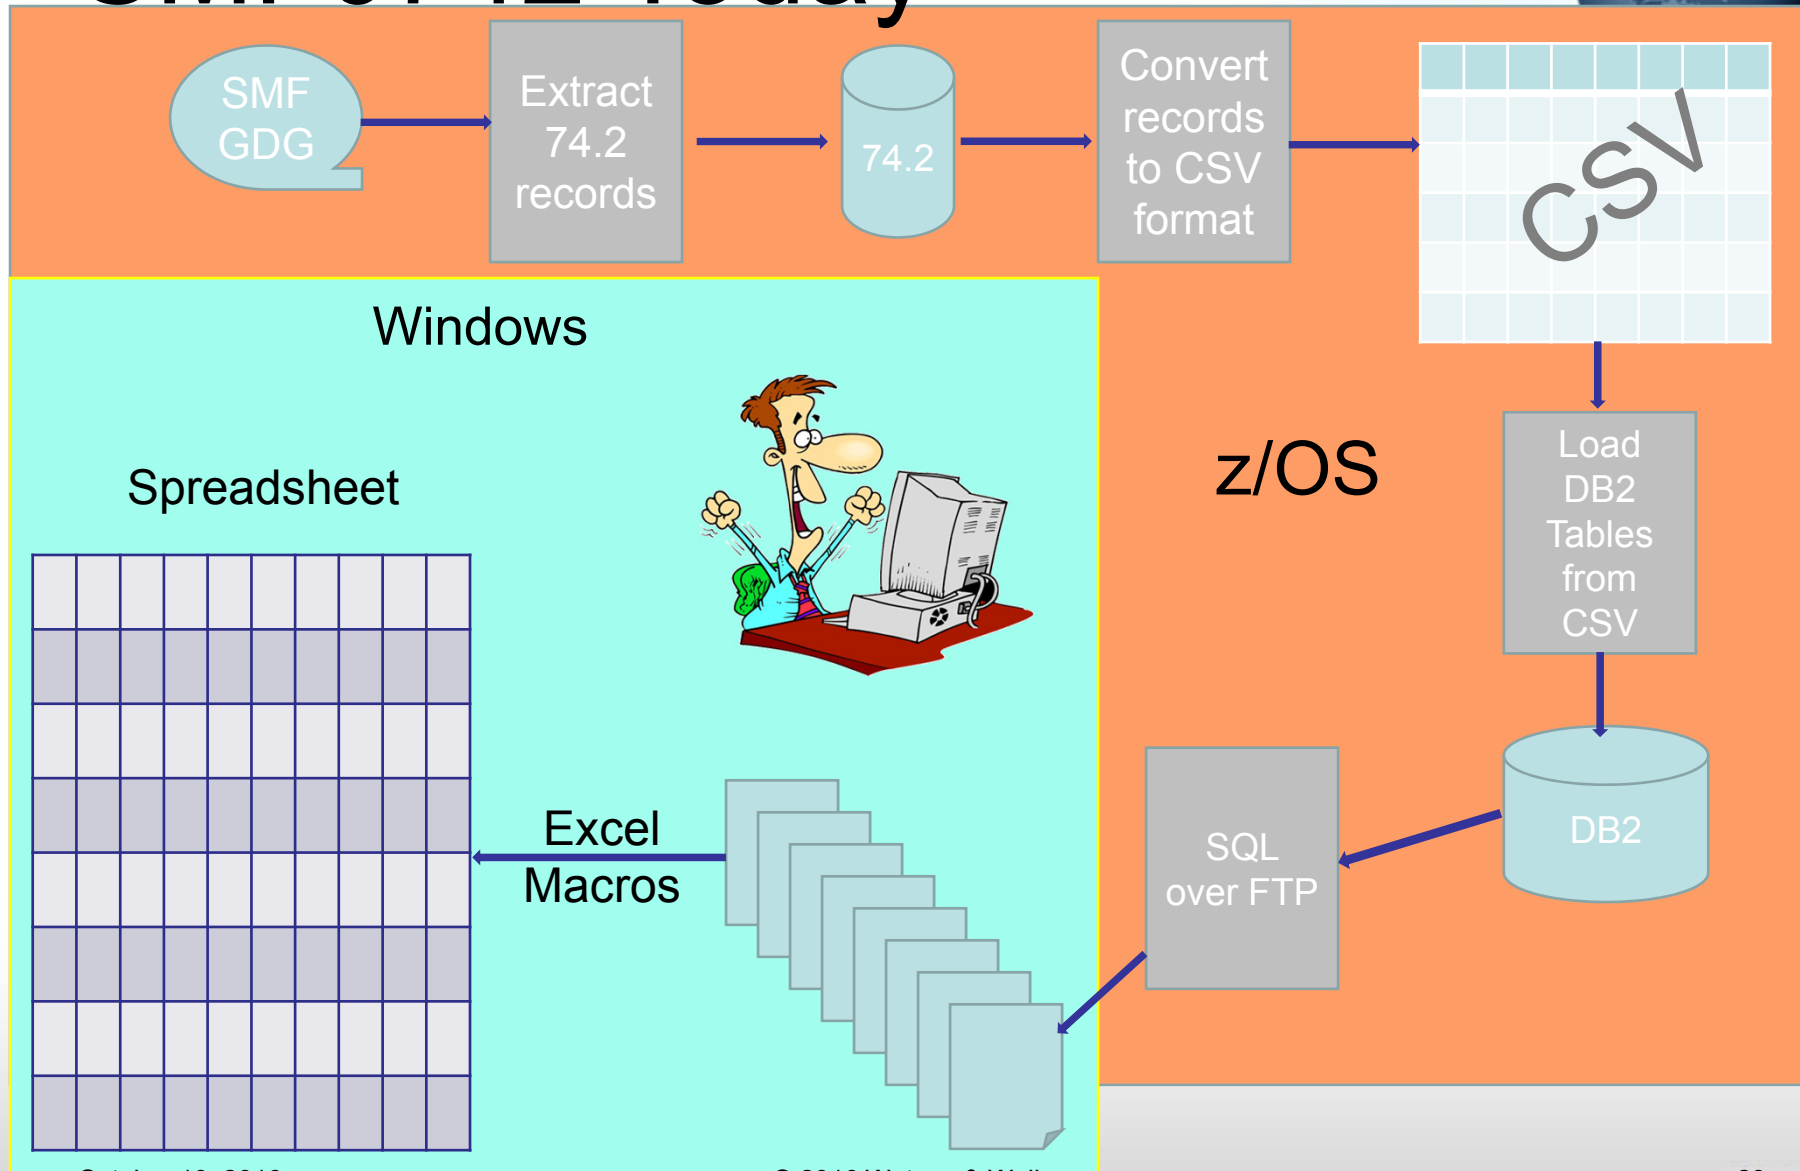 Today
SMF
GDG
Extract
74.2
records
74.2
Convert
records
to CSV
format
CSV
Windows
z/OS
Load
DB2
Tables
from
CSV
Spreadsheet
Excel
Macros
SQL
over FTP
DB2